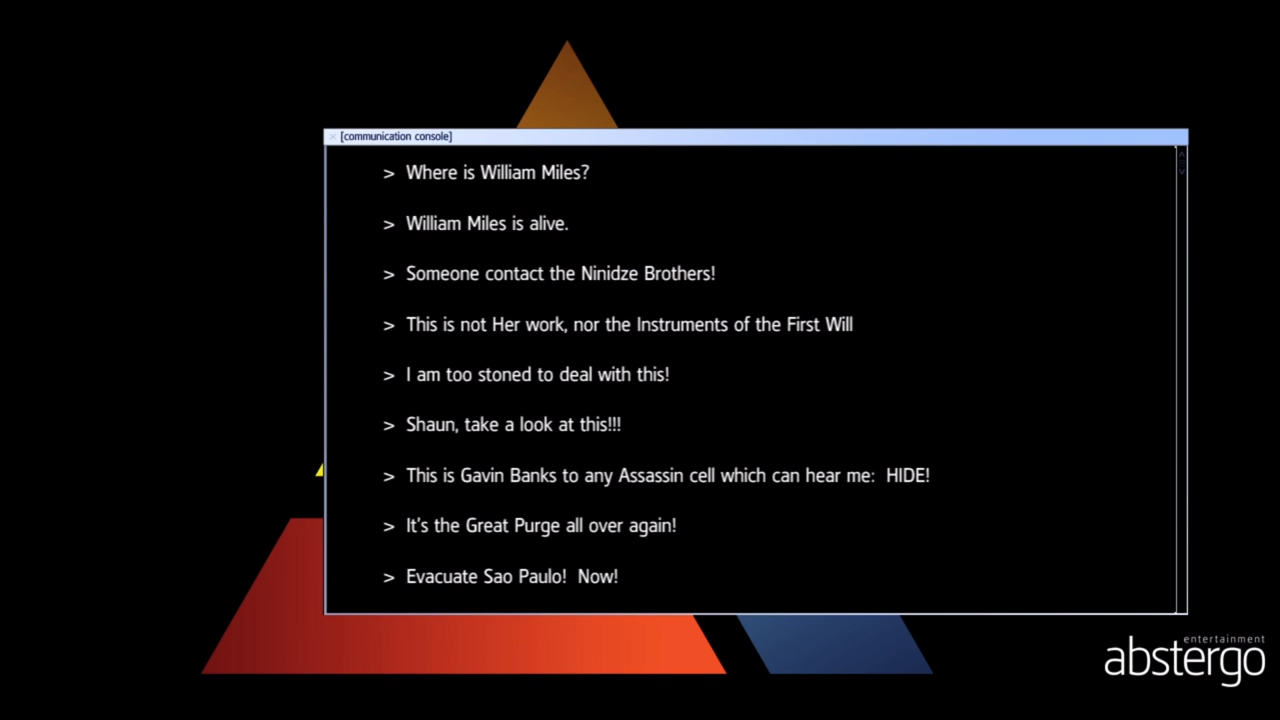 [communication console]
> Where is William Miles?
> William Miles is alive.
> Someone contact the Ninidze Brothers!
> This is not Her work, nor the Instruments of the First Will
> I am too stoned to deal with this!
> Shaun, take a look at this!!!
> This is Gavin Banks to any Assassin cell which can hear me:  HIDE!
> It's the Great Purge all over again!
> Evacuate Sao Paulo!  Now!
entertainment
abstergo